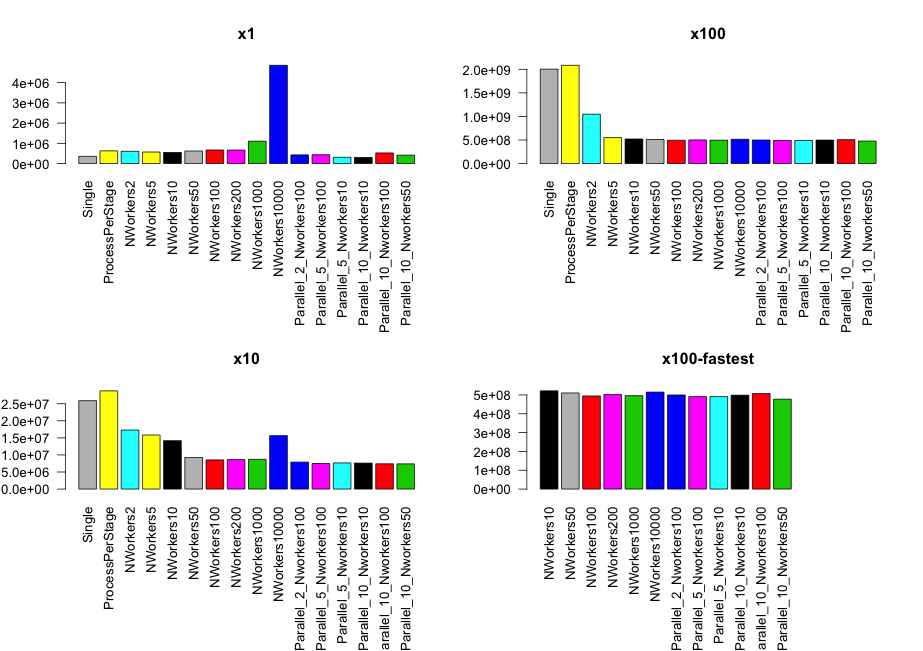 x1
4e+06
3e+06
2e+06
1e+06
0e+00
Single
ProcessPerStage
NWorkers2
NWorkers5
NWorkers10
NWorkers50
NWorkers100
NWorkers200
NWorkers1000
NWorkers10000
Parallel_2_Nworkers100
Parallel_5_Nworkers100
Parallel_5_Nworkers10
Parallel_10_Nworkers10
Parallel_10_Nworkers100
Parallel_10_Nworkers50
x100
2.0e+09
1.5e+09
1.0e+09
5.0e+08
0.0e+00
Single
ProcessPerStage
NWorkers2
NWorkers5
NWorkers10
NWorkers50
NWorkers100
NWorkers200
NWorkers1000
NWorkers10000
Parallel_2_Nworkers100
Parallel_5_Nworkers100
Parallel_5_Nworkers10
Parallel_10_Nworkers10
Parallel_10_Nworkers100
Parallel_10_Nworkers50
x10
2.5e+07
2.0e+07
1.5e+07
1.0e+07
5.0e+06
0.0e+00
Single
ProcessPerStage
NWorkers2
NWorkers5
NWorkers10
NWorkers50
NWorkers100
NWorkers200
NWorkers1000
NWorkers10000
Parallel_2_Nworkers100
Parallel_5_Nworkers100
Parallel_5_Nworkers10
Parallel_10_Nworkers10
arallel_10_Nworkers100
Parallel_10_Nworkers50
x100-fastest
5e+08
4e+08
3e+08
2e+08
1e+08
0e+00
NWorkers10
NWorkers50
NWorkers100
NWorkers200
NWorkers1000
NWorkers10000
Parallel_2_Nworkers100
Parallel_5_Nworkers100
Parallel_5_Nworkers10
Parallel_10_Nworkers10
arallel_10_Nworkers100
Parallel_10_Nworkers50